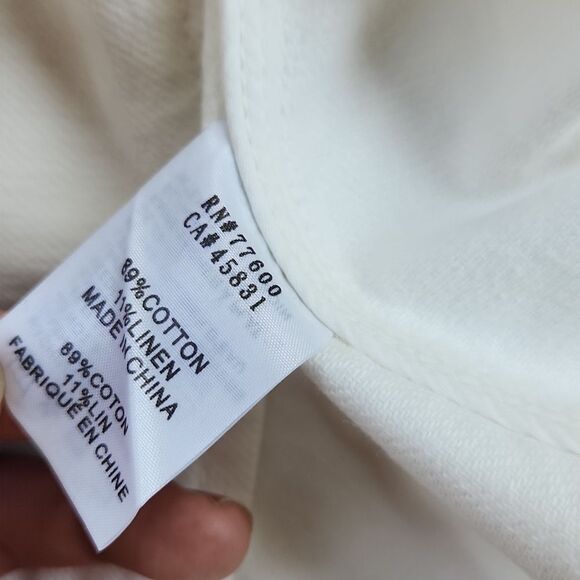 RN#77600
CA#45831
89%COTTON
11%LINEN
MADE IN CHINA
89%COTON
11%LIN
FABRIQUÉ EN CHINE